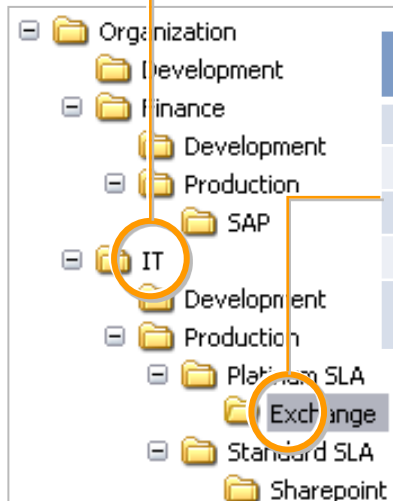 Organization
Development
Finance
Development
Production
SAP
IT
Development
Production
Platinum SLA
Exchange
Standard SLA
Sharepoint